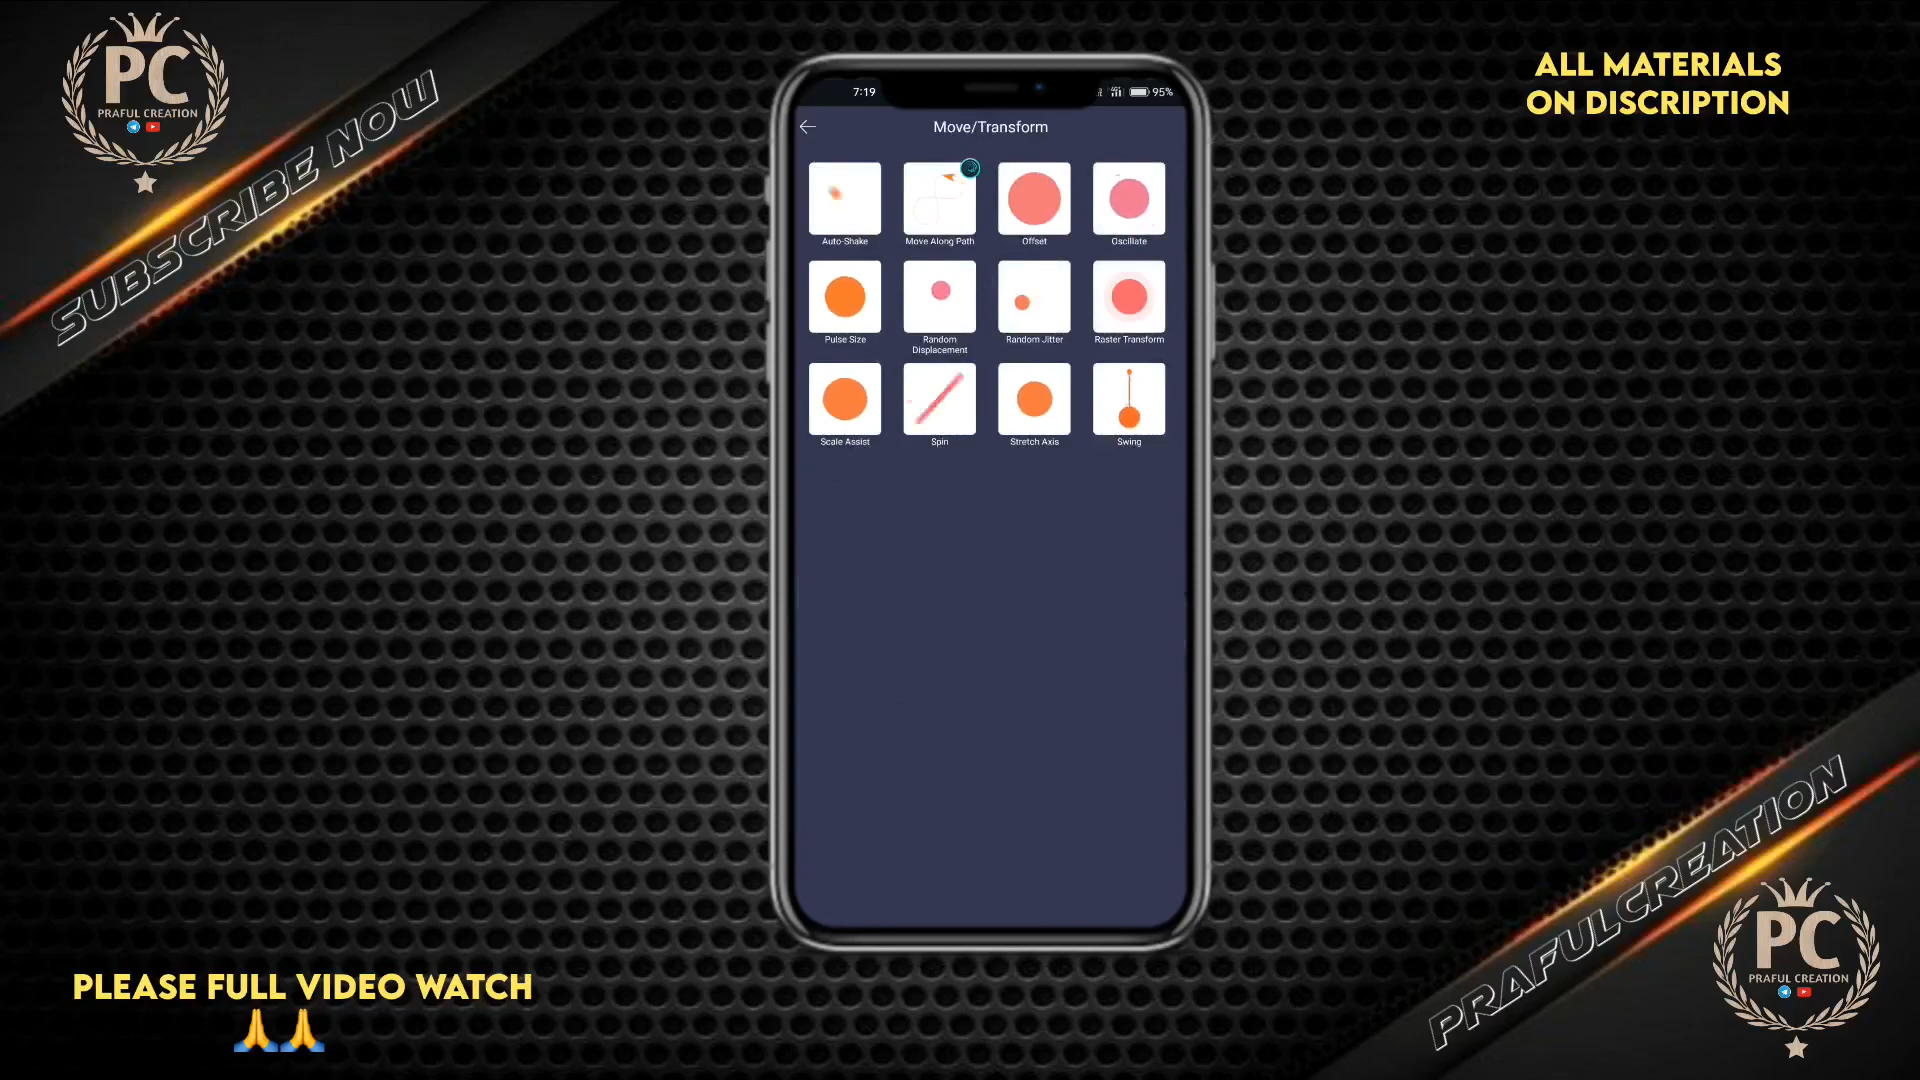 PC
PRAFUL CREATION
SUBSCRIBE NOW
ALL MATERIALS
ON DISCRIPTION
7:19
95%
Move/Transform
Auto-Shake
Move Along Path
Offset
Oscillate
Pulse Size
Random
Displacement
Random Jitter
Raster Transform
Scale Assist
Spin
Stretch Axis
Swing
PLEASE FULL VIDEO WATCH
🙏🙏
PRAFULCREATION
PC
PRAFUL CREATION